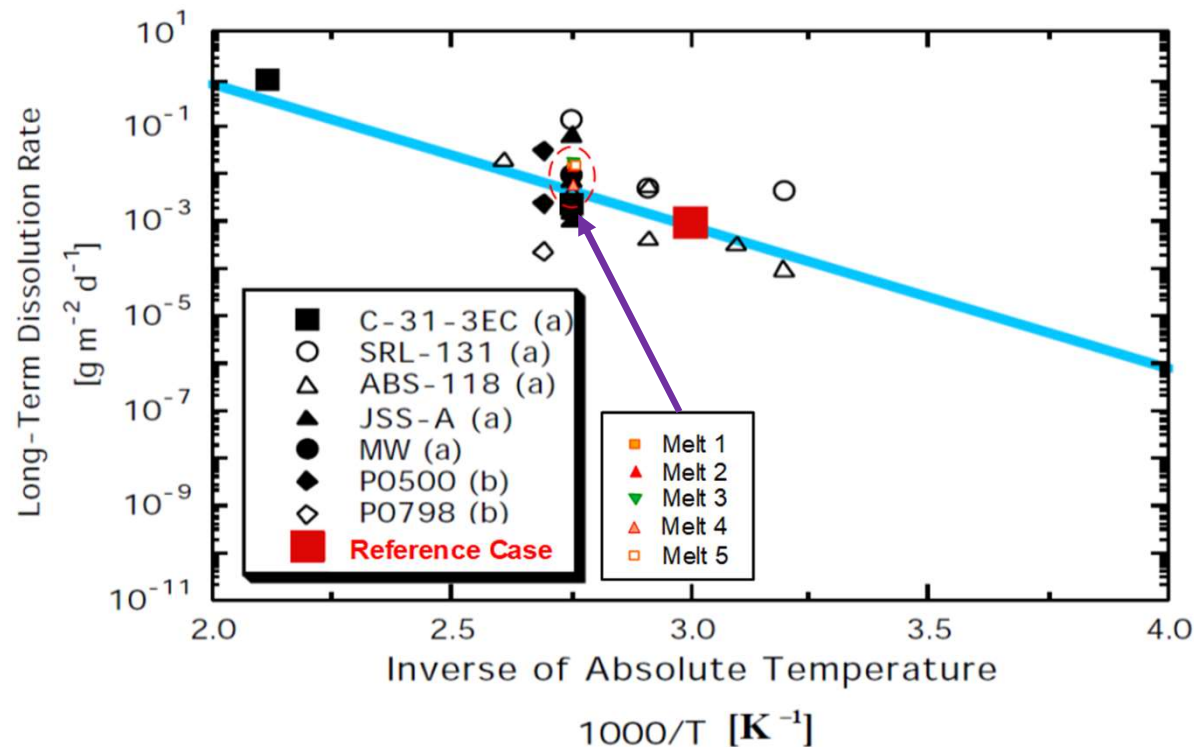 Long-Term Dissolution Rate
[g m⁻² d⁻¹]
10¹
10⁻¹
10⁻³
10⁻⁵
10⁻⁷
10⁻⁹
10⁻¹¹
C-31-3EC (a)
SRL-131 (a)
ABS-118 (a)
JSS-A (a)
MW (a)
P0500 (b)
P0798 (b)
Reference Case
Melt 1
Melt 2
Melt 3
Melt 4
Melt 5
2.0 2.5 3.0 3.5 4.0
Inverse of Absolute Temperature
1000/T [K⁻¹]